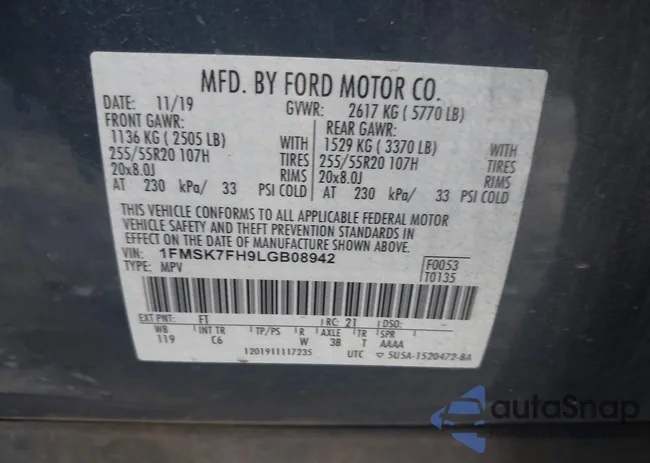 MFD. BY FORD MOTOR CO.
DATE: 11/19 GVWR: 2617 KG ( 5770 LB)
FRONT GAWR: REAR GAWR:
1136 KG ( 2505 LB) WITH 1529 KG ( 3370 LB) WITH
255/55R20 107H TIRES 255/55R20 107H TIRES
20x8.0J RIMS 20x8.0J RIMS
AT 230 kPa/ 33 PSI COLD AT 230 kPa/ 33 PSI COLD
THIS VEHICLE CONFORMS TO ALL APPLICABLE FEDERAL MOTOR
VEHICLE SAFETY AND THEFT PREVENTION STANDARDS IN
EFFECT ON THE DATE OF MANUFACTURE SHOWN ABOVE.
VIN: 1FMSK7FH9LGB08942 F0053
TYPE: MPV T0135
EXT PNT: FT RC: 21 DSO:
WB INT TR TP/PS R AXLE TR SPR
119 C6 W 38 T AAAA
1201911117235 UTC 5U5A-1520472-BA
autoSnap